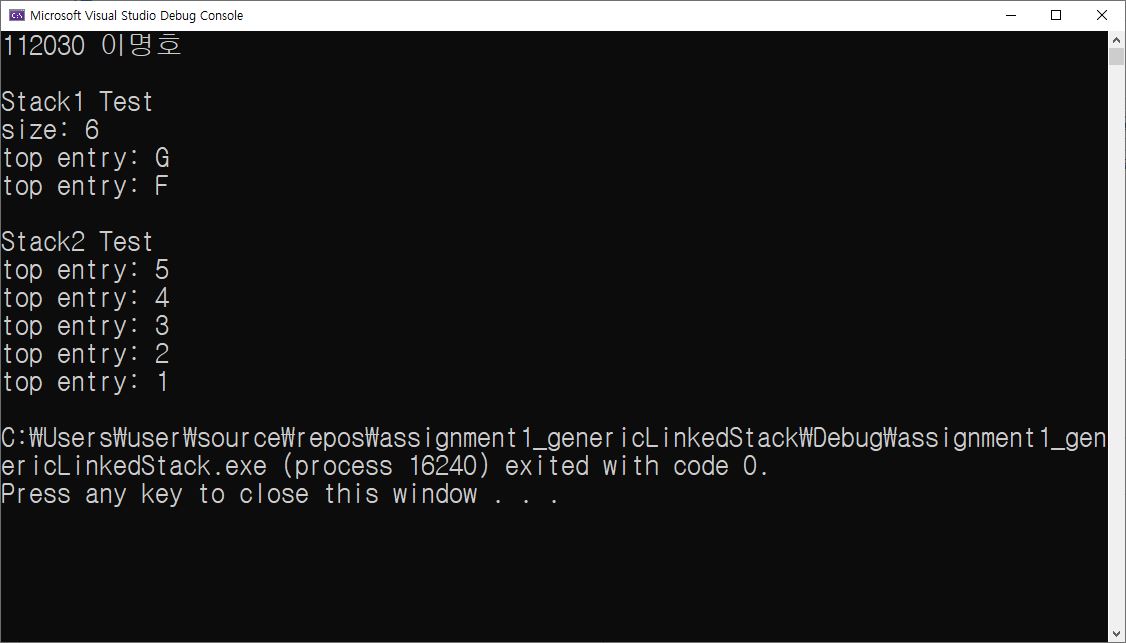 Microsoft Visual Studio Debug Console
112030 이명호
Stack1 Test
size: 6
top entry: G
top entry: F
Stack2 Test
top entry: 5
top entry: 4
top entry: 3
top entry: 2
top entry: 1
C:₩Users₩user₩source₩repos₩assignment1_genericLinkedStack₩Debug₩assignment1_gen
ericLinkedStack.exe (process 16240) exited with code 0.
Press any key to close this window . . .